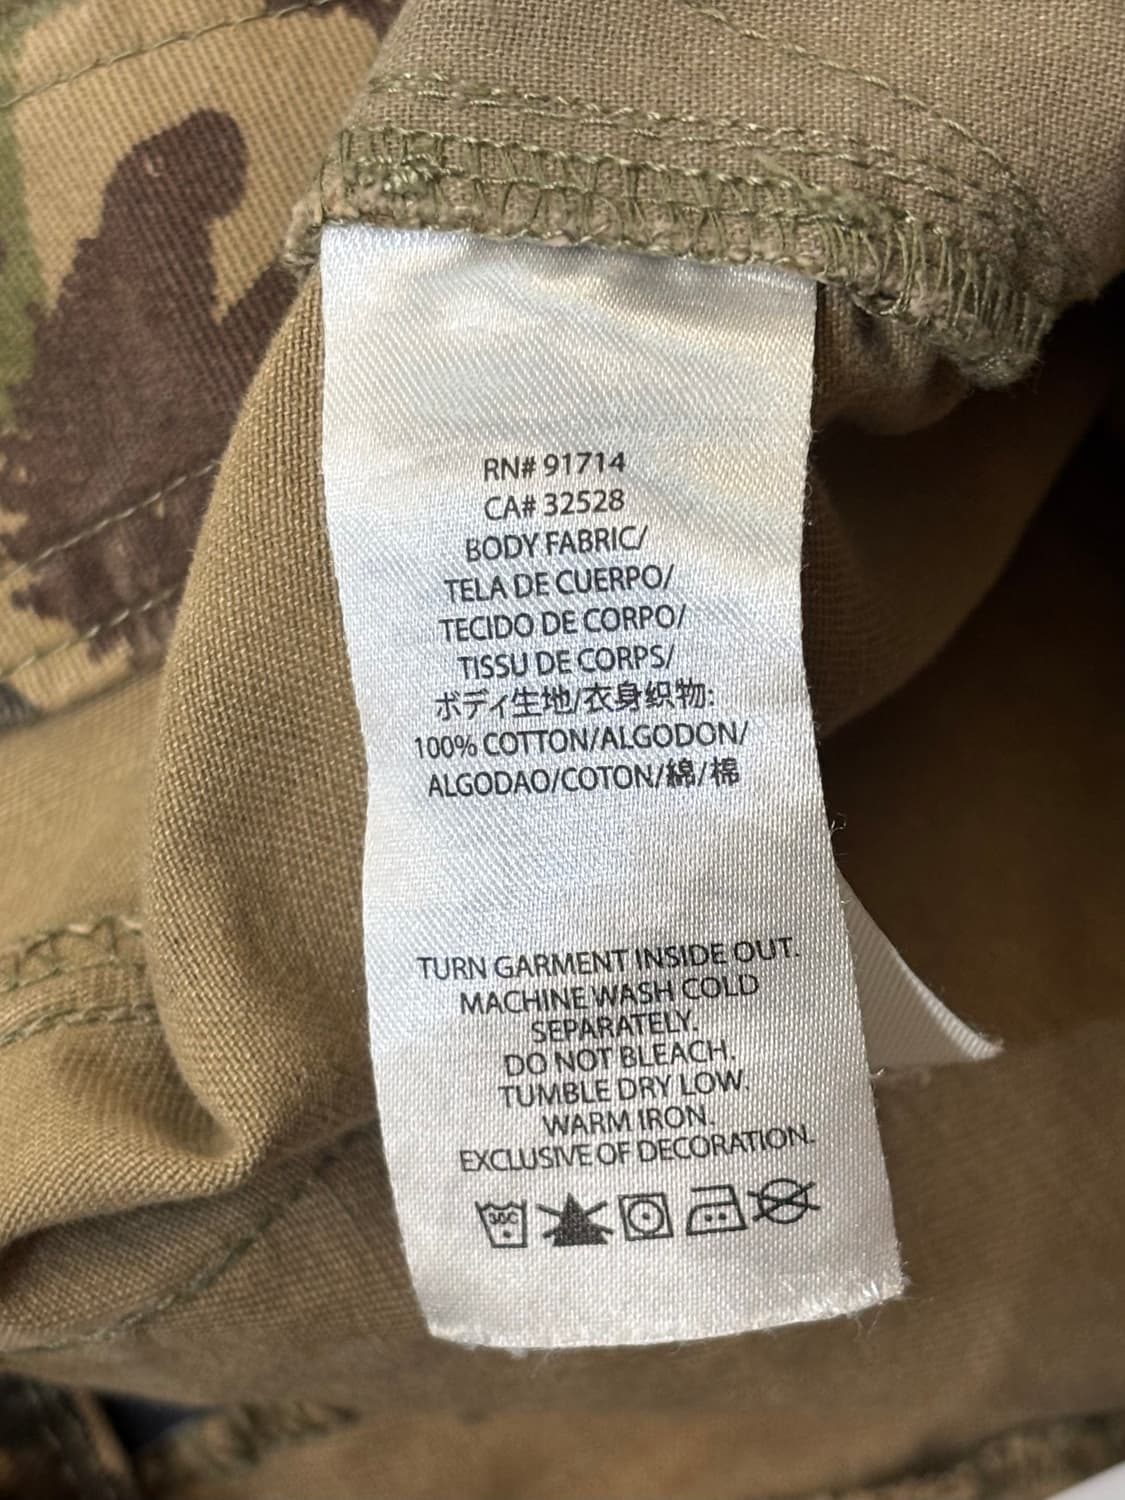 RN# 91714
CA# 32528
BODY FABRIC/
TELA DE CUERPO/
TECIDO DE CORPO/
TISSU DE CORPS/
ボディ生地/衣身织物:
100% COTTON/ALGODON/
ALGODAO/COTON/綿/棉
TURN GARMENT INSIDE OUT.
MACHINE WASH COLD
SEPARATELY.
DO NOT BLEACH.
TUMBLE DRY LOW.
WARM IRON.
EXCLUSIVE OF DECORATION.
30C